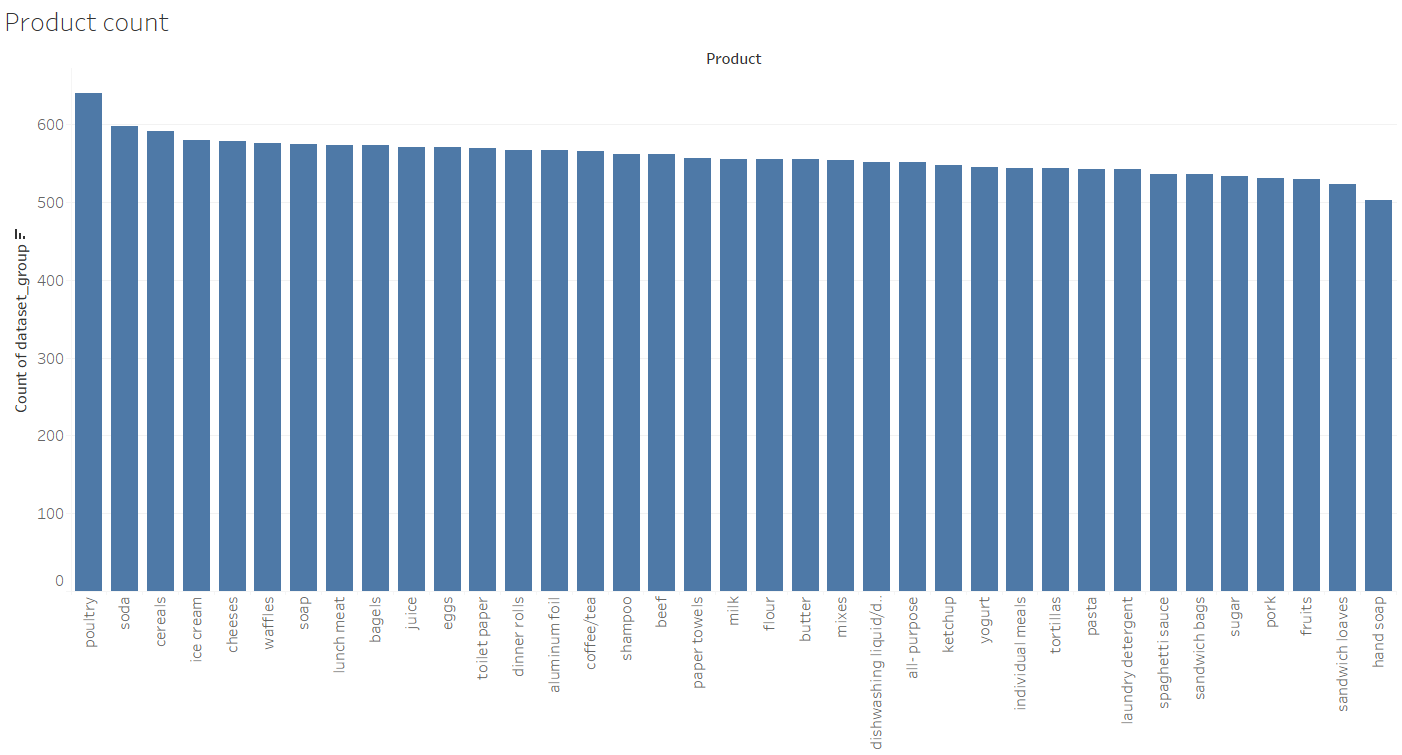 Product count
Product
Count of dataset_group
600
500
400
300
200
100
0
poultry
soda
cereals
ice cream
cheeses
waffles
soap
lunch meat
bagels
juice
eggs
toilet paper
dinner rolls
aluminum foil
coffee/tea
shampoo
beef
paper towels
milk
flour
butter
mixes
dishwashing liquid/d..
all- purpose
ketchup
yogurt
individual meals
tortillas
pasta
laundry detergent
spaghetti sauce
sandwich bags
sugar
pork
fruits
sandwich loaves
hand soap